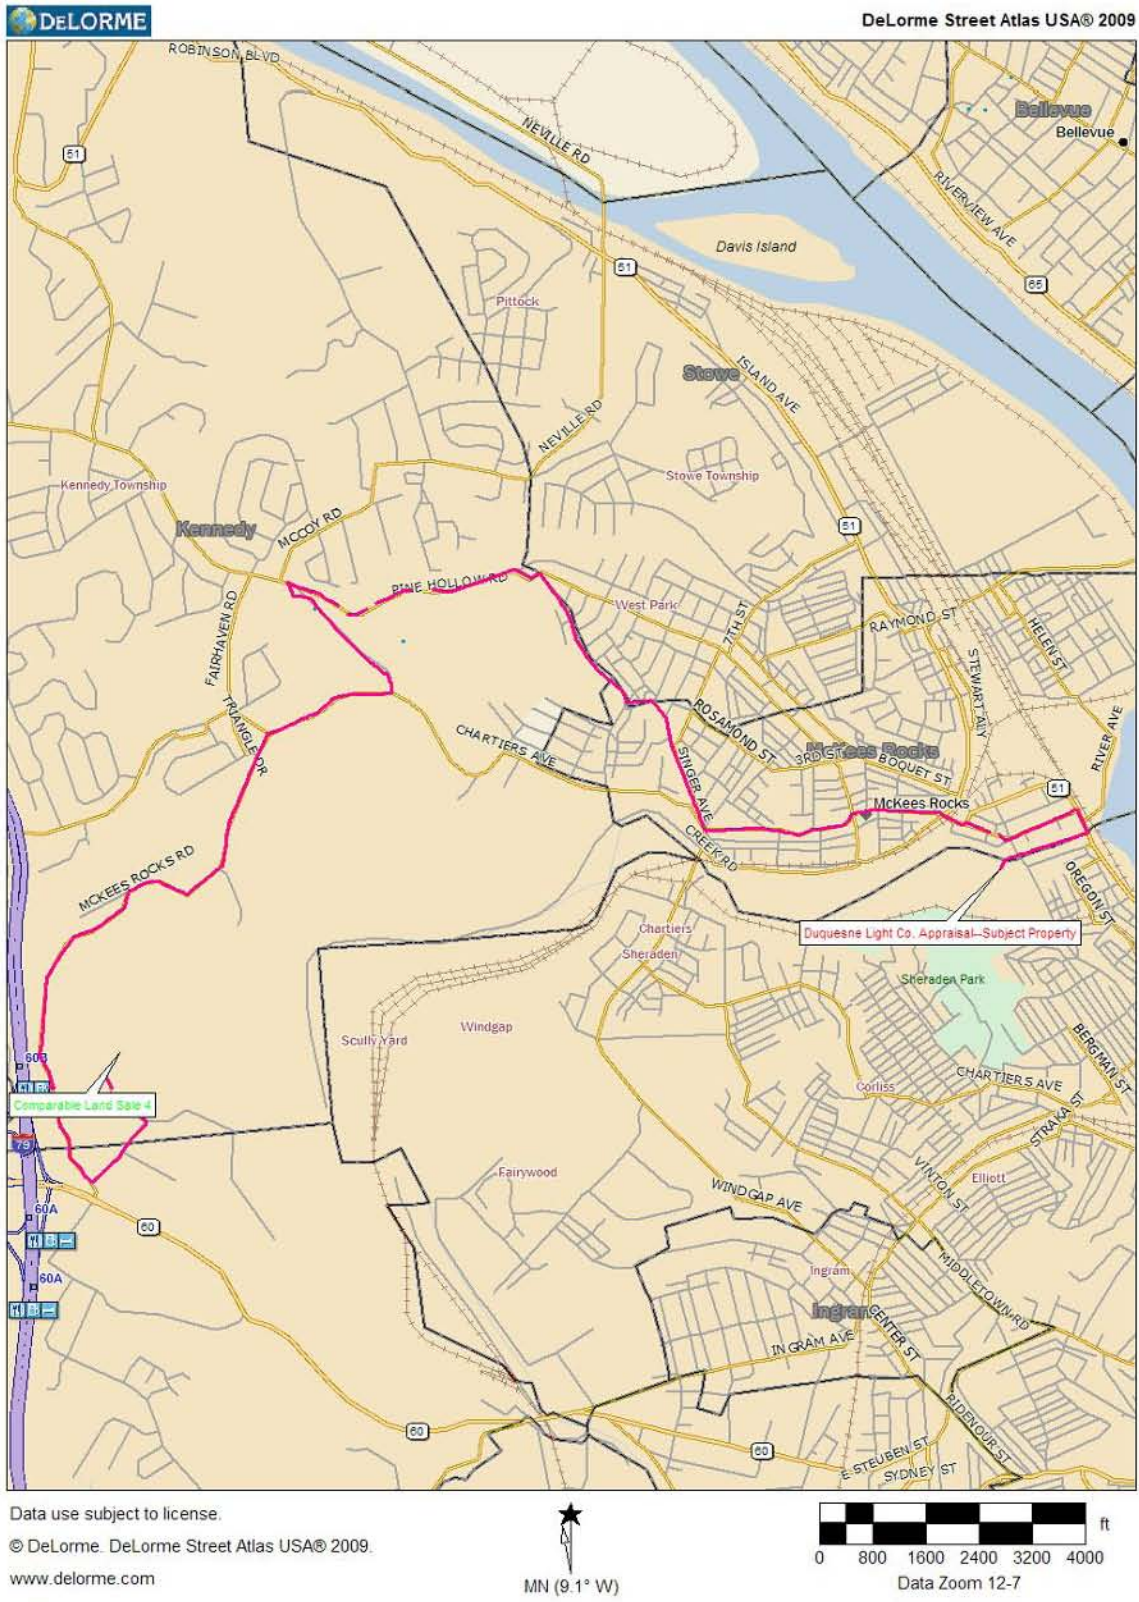 DELORME
DeLorme Street Atlas USA® 2009
ROBINSON BLVD
NEVILLE RD
Bellevue
Bellevue
51
RIVERVIEW AVE
Davis Island
51
65
Pittock
Stowe
ISLAND AVE
NEVILLE RD
Stowe Township
Kennedy Township
Kennedy
MCCOY RD
51
PINE HOLLOW RD
West Park
FAIRHAVEN RD
7TH ST
RAYMOND ST
HELEN ST
STEWART ALY
TRIANGLE DR
CHARTIERS AVE
ROSAMOND ST
SINGER AVE
3RD ST
McKees Rocks
BOQUET ST
RIVER AVE
51
McKees Rocks
CREEK RD
MCKEES ROCKS RD
OREGON ST
Chartiers
Duquesne Light Co. Appraisal--Subject Property
Sheraden
Sheraden Park
Windgap
Scully Yard
60B
BERGMAN ST
CHARTIERS AVE
Corliss
Comparable Land Sale 4
STRAKA ST
79
Fairywood
VINTON ST
Elliott
WINDGAP AVE
60A
60
MIDDLETOWN RD
Ingram
60A
Ingram
CENTER ST
INGRAM AVE
RIDENOUR ST
60
60
E STEUBEN ST
SYDNEY ST
Data use subject to license.
© DeLorme. DeLorme Street Atlas USA® 2009.
www.delorme.com
MN (9.1° W)
ft
0 800 1600 2400 3200 4000
Data Zoom 12-7